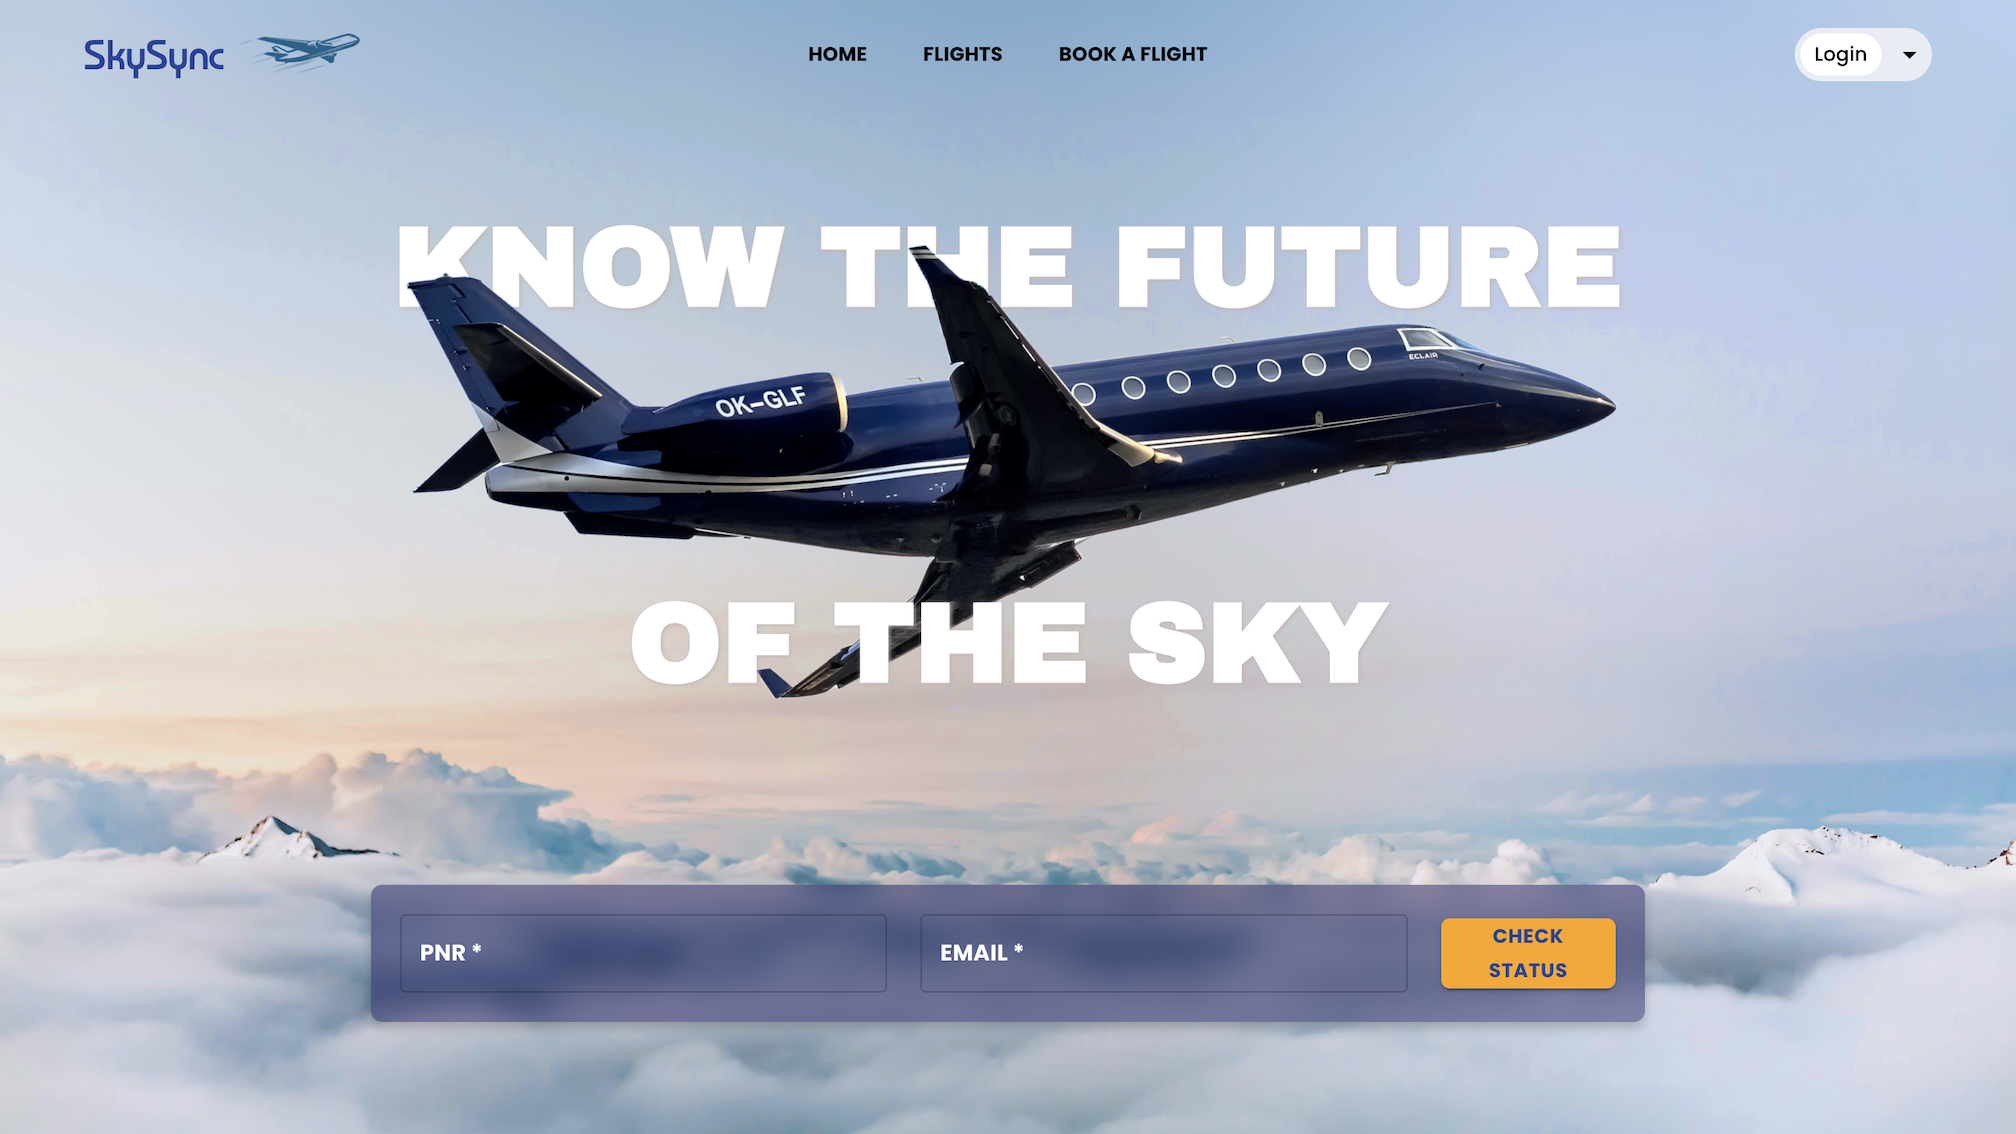 SkySync
HOME
FLIGHTS
BOOK A FLIGHT
Login
KNOW THE FUTURE
ECLAIR
OK-GLF
OF THE SKY
PNR *
EMAIL *
CHECK
STATUS